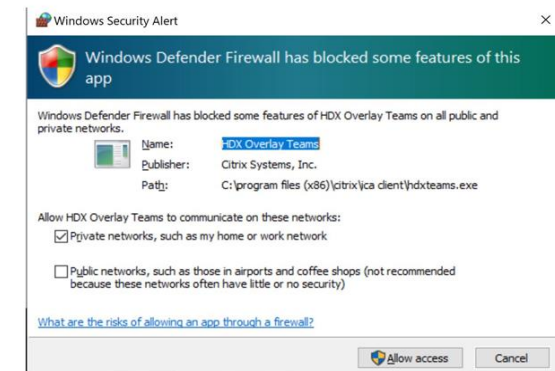 Windows Security Alert
Windows Defender Firewall has blocked some features of this
app
Windows Defender Firewall has blocked some features of HDX Overlay Teams on all public and
private networks.
Name: HDX Overlay Teams
Publisher: Citrix Systems, Inc.
Path: C:\program files (x86)\citrix\ica client\hdxteams.exe
Allow HDX Overlay Teams to communicate on these networks:
Private networks, such as my home or work network
Public networks, such as those in airports and coffee shops (not recommended
because these networks often have little or no security)
What are the risks of allowing an app through a firewall?
Allow access Cancel